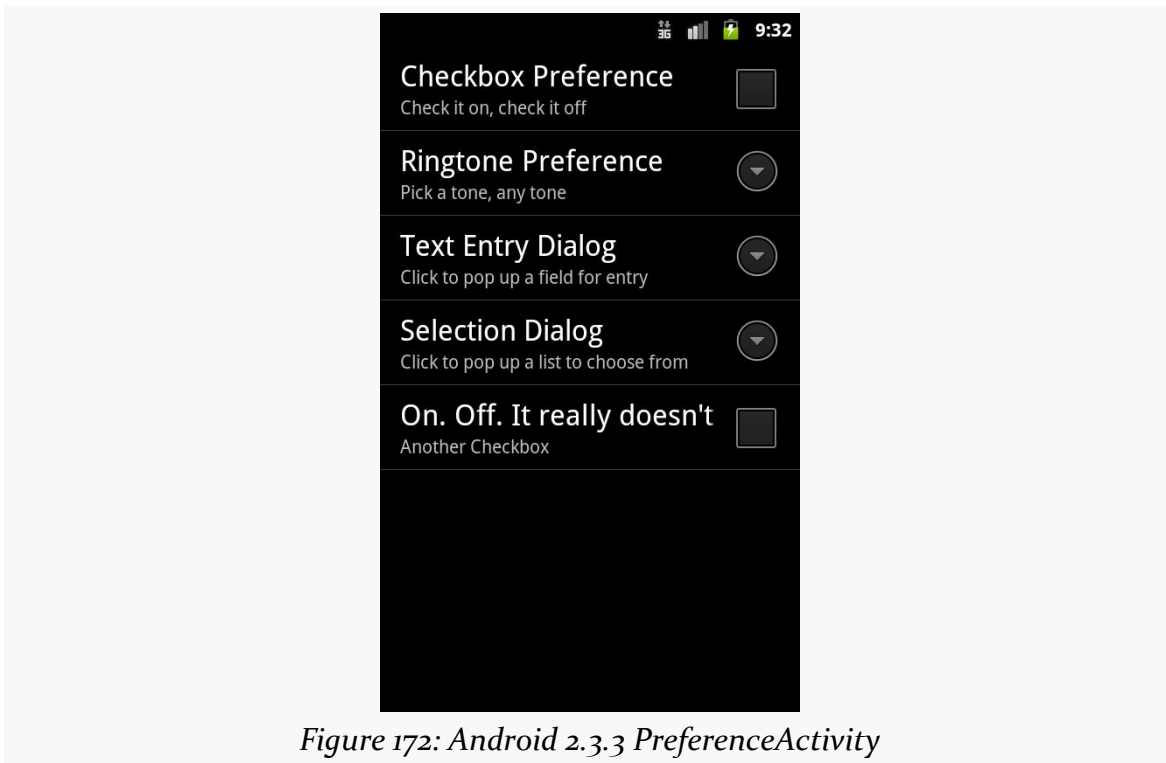 3G 9:32
Checkbox Preference
Check it on, check it off
Ringtone Preference
Pick a tone, any tone
Text Entry Dialog
Click to pop up a field for entry
Selection Dialog
Click to pop up a list to choose from
On. Off. It really doesn't
Another Checkbox
Figure 172: Android 2.3.3 PreferenceActivity